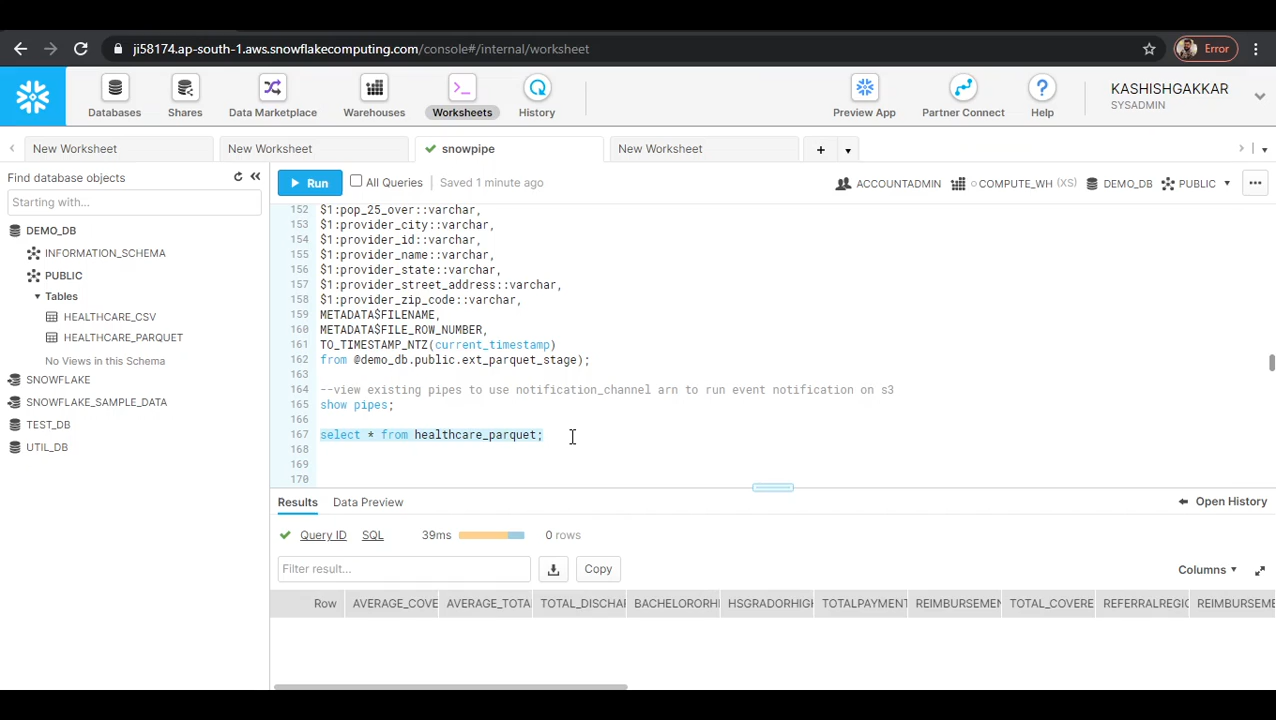 ji58174.ap-south-1.aws.snowflakecomputing.com/console#/internal/worksheet
Error
Databases
Shares
Data Marketplace
Warehouses
Worksheets
History
Preview App
Partner Connect
Help
KASHISHGAKKAR
SYSADMIN
New Worksheet
New Worksheet
snowpipe
New Worksheet
Find database objects
Starting with...
DEMO_DB
INFORMATION_SCHEMA
PUBLIC
Tables
HEALTHCARE_CSV
HEALTHCARE_PARQUET
No Views in this Schema
SNOWFLAKE
SNOWFLAKE_SAMPLE_DATA
TEST_DB
UTIL_DB
Run
All Queries
Saved 1 minute ago
ACCOUNTADMIN
COMPUTE_WH (XS)
DEMO_DB
PUBLIC
152 $1:pop_25_over::varchar,
153 $1:provider_city::varchar,
154 $1:provider_id::varchar,
155 $1:provider_name::varchar,
156 $1:provider_state::varchar,
157 $1:provider_street_address::varchar,
158 $1:provider_zip_code::varchar,
159 METADATA$FILENAME,
160 METADATA$FILE_ROW_NUMBER,
161 TO_TIMESTAMP_NTZ(current_timestamp)
162 from @demo_db.public.ext_parquet_stage);
163
164 --view existing pipes to use notification_channel arn to run event notification on s3
165 show pipes;
166
167 select * from healthcare_parquet;
168
169
170
Results
Data Preview
Open History
Query ID
SQL
39ms
0 rows
Filter result...
Copy
Columns
Row
AVERAGE_COVE
AVERAGE_TOTA
TOTAL_DISCHAR
BACHELORORHI
HSGRADORHIGH
TOTALPAYMENT
REIMBURSEMEN
TOTAL_COVERE
REFERRALREGIO
REIMBURSEME